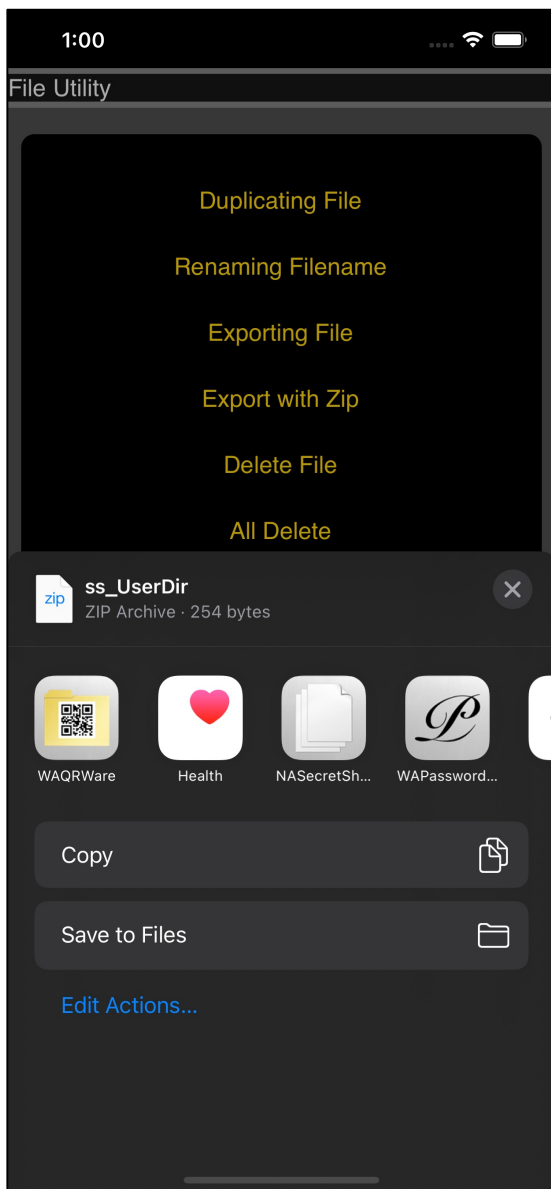 1:00
File Utility
Duplicating File
Renaming Filename
Exporting File
Export with Zip
Delete File
All Delete
zip
ss_UserDir
ZIP Archive · 254 bytes
P
WAQRWare
Health
NASecretSh...
WAPassword...
Copy
Save to Files
Edit Actions...